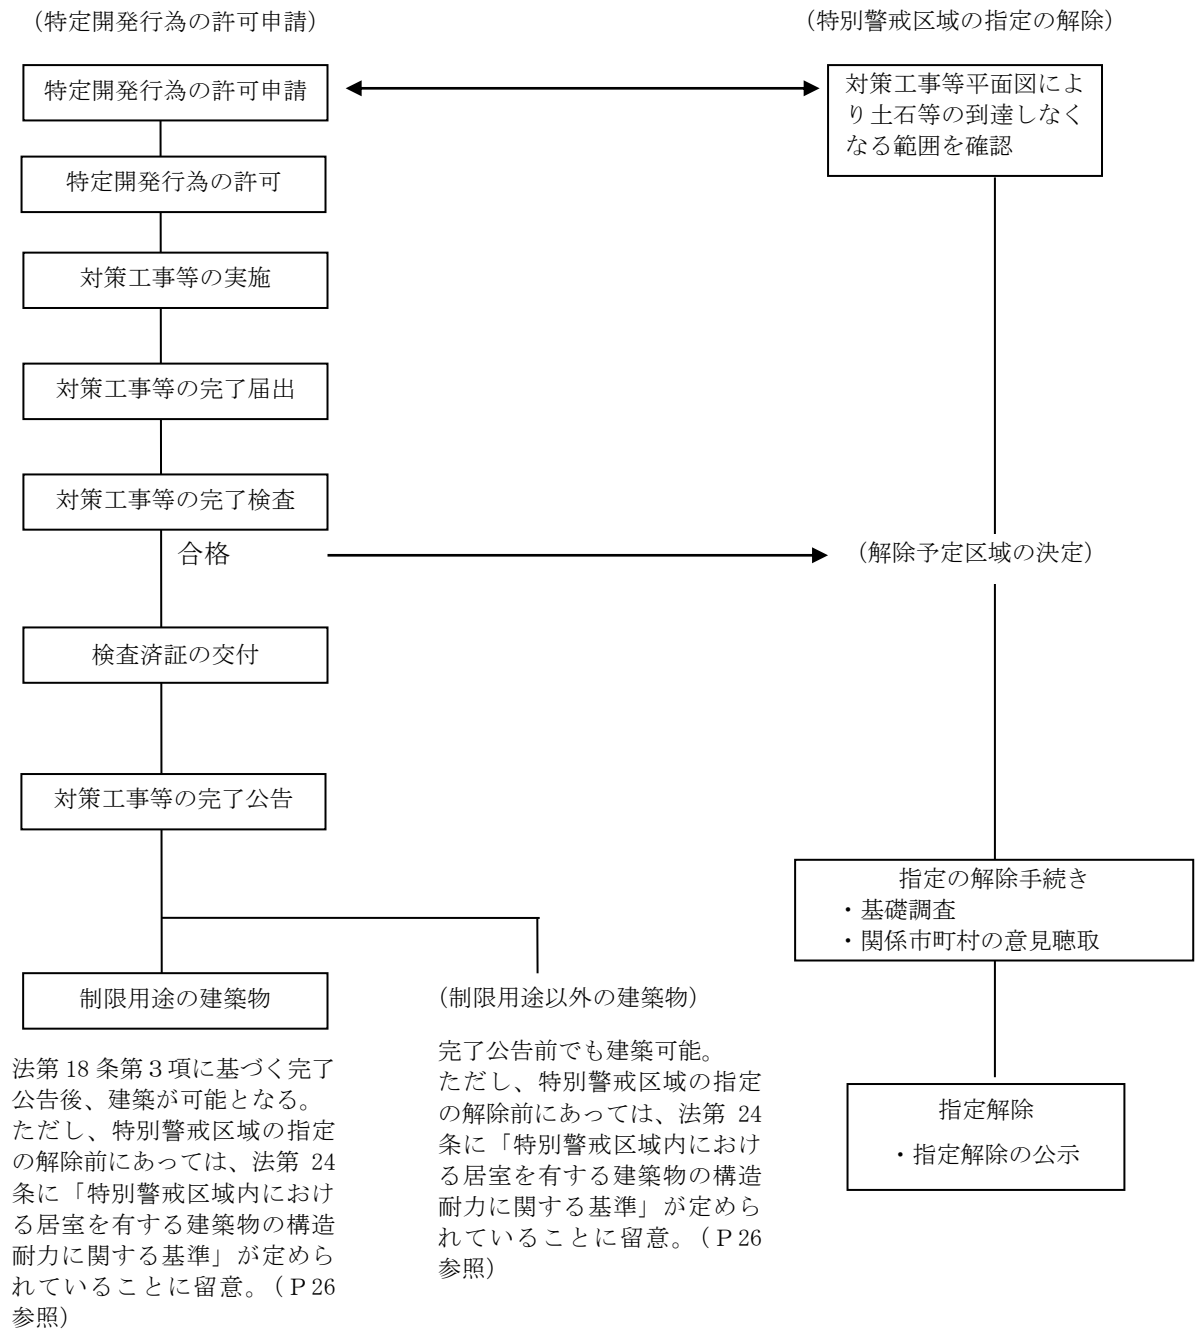 （特定開発行為の許可申請）
（特別警戒区域の指定の解除）
特定開発行為の許可申請
対策工事等平面図によ
り土石等の到達しなく
なる範囲を確認
特定開発行為の許可
対策工事等の実施
対策工事等の完了届出
対策工事等の完了検査
合格
（解除予定区域の決定）
検査済証の交付
対策工事等の完了公告
指定の解除手続き
・基礎調査
・関係市町村の意見聴取
制限用途の建築物
（制限用途以外の建築物）
法第 18 条第３項に基づく完了
公告後、建築が可能となる。
ただし、特別警戒区域の指定
の解除前にあっては、法第 24
条に「特別警戒区域内におけ
る居室を有する建築物の構造
耐力に関する基準」が定めら
れていることに留意。（Ｐ26
参照）
完了公告前でも建築可能。
ただし、特別警戒区域の指定
の解除前にあっては、法第 24
条に「特別警戒区域内におけ
る居室を有する建築物の構造
耐力に関する基準」が定めら
れていることに留意。（Ｐ26
参照）
指定解除
・指定解除の公示